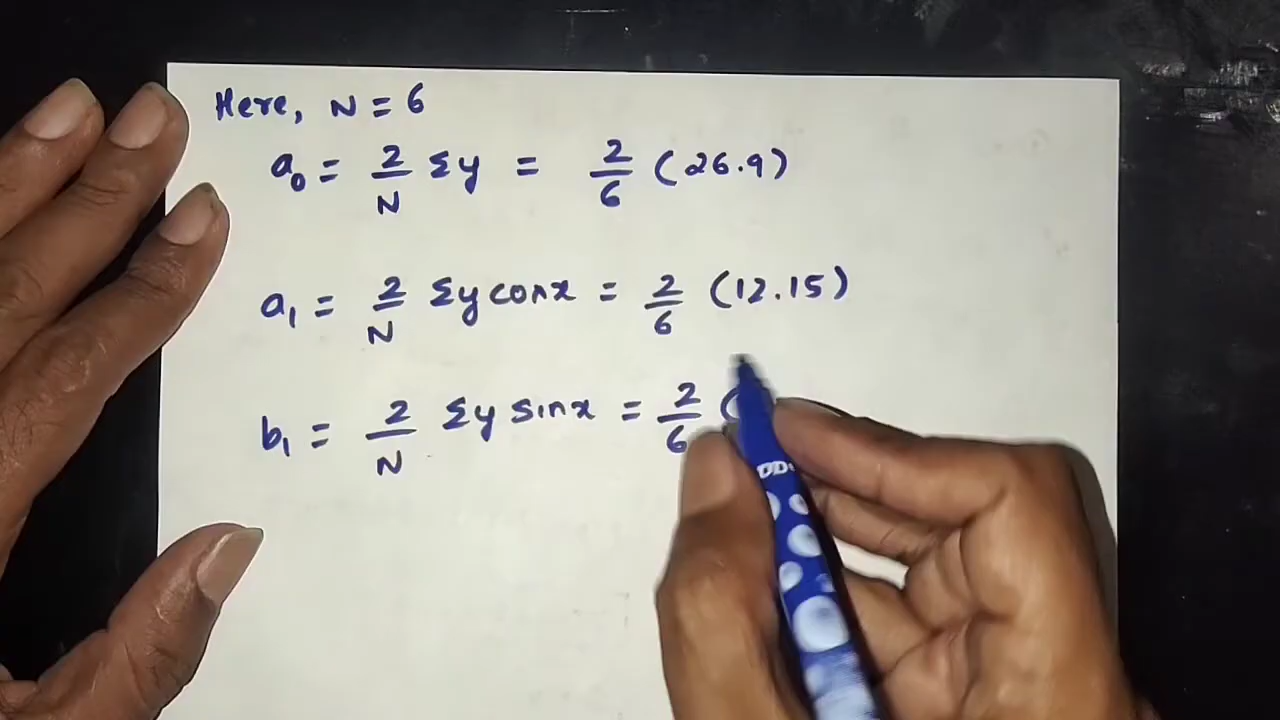 Here, N = 6
a₀ = 2/N Σy = 2/6 (26.9)
a₁ = 2/N Σy cosx = 2/6 (12.15)
b₁ = 2/N Σy sinx = 2/6 (